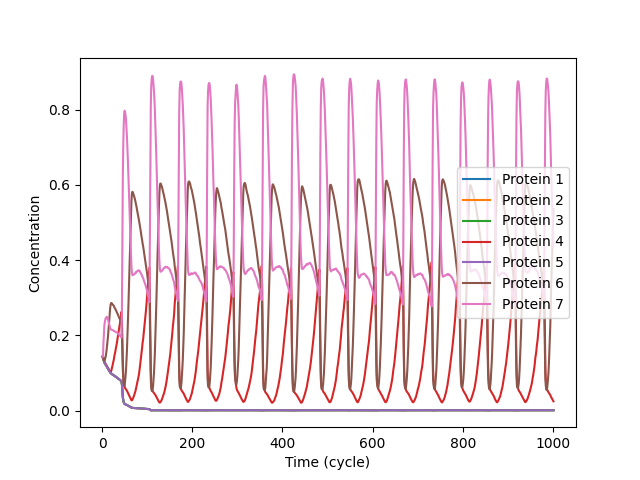 0.8
0.6
0.4
0.2
0.0
Concentration
Protein 1
Protein 2
Protein 3
Protein 4
Protein 5
Protein 6
Protein 7
0 200 400 600 800 1000
Time (cycle)